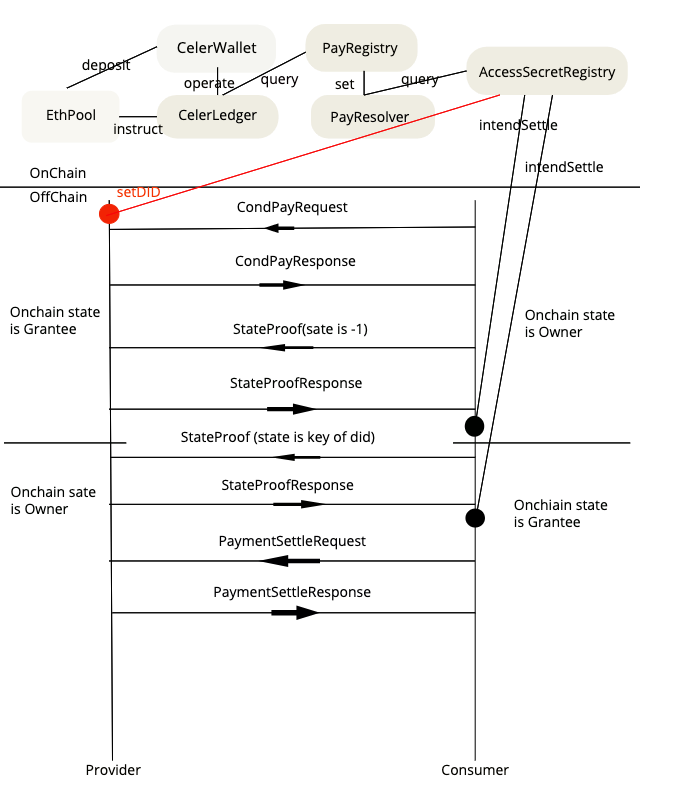 CelerWallet
PayRegistry
deposit
AccessSecretRegistry
operate
query
set
query
EthPool
CelerLedger
PayResolver
instruct
intendSettle
intendSettle
OnChain
OffChain
setDID
CondPayRequest
CondPayResponse
Onchain state
is Grantee
Onchain state
is Owner
StateProof(sate is -1)
StateProofResponse
StateProof (state is key of did)
StateProofResponse
Onchain sate
is Owner
Onchiain state
is Grantee
PaymentSettleRequest
PaymentSettleResponse
Provider
Consumer